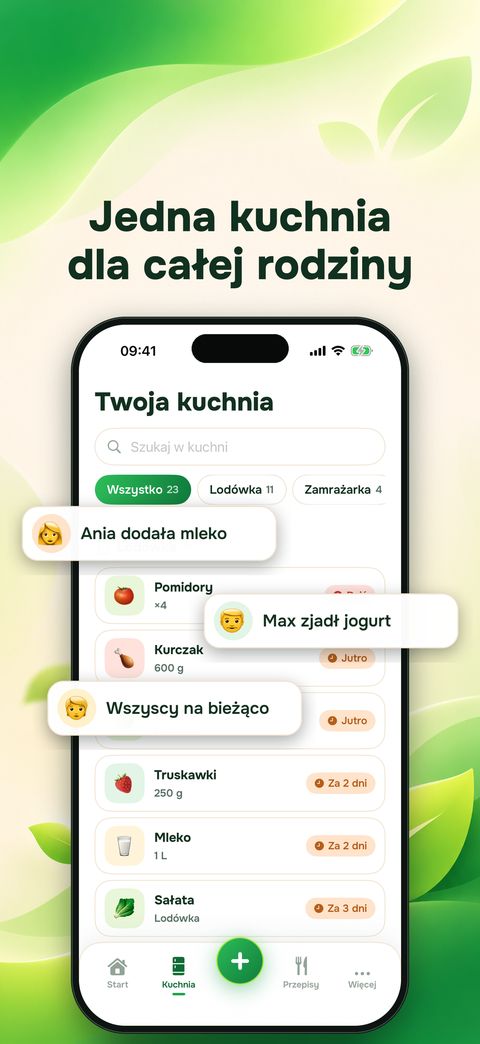 Jedna kuchnia
dla całej rodziny
09:41
Twoja kuchnia
Szukaj w kuchni
Wszystko 23
Lodówka 11
Zamrażarka 4
Ania dodała mleko
Pomidory
×4
Max zjadł jogurt
Kurczak
600 g
Jutro
Wszyscy na bieżąco
Jutro
Truskawki
250 g
Za 2 dni
Mleko
1 L
Za 2 dni
Sałata
Lodówka
Za 3 dni
Start
Kuchnia
Przepisy
Więcej